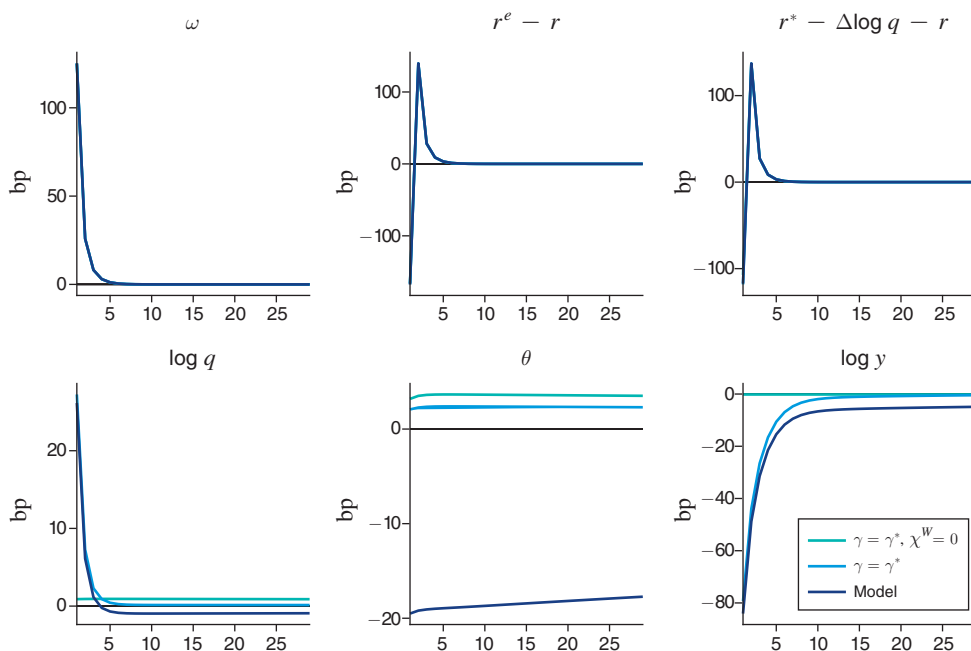 ω
r^e − r
r* − Δlog q − r
bp
100
50
0
5 10 15 20 25
bp
100
0
−100
5 10 15 20 25
bp
100
0
−100
5 10 15 20 25
log q
θ
log y
bp
20
10
0
5 10 15 20 25
bp
0
−10
−20
5 10 15 20 25
bp
0
−20
−40
−60
−80
5 10 15 20 25
γ = γ*, χ^W = 0
γ = γ*
Model